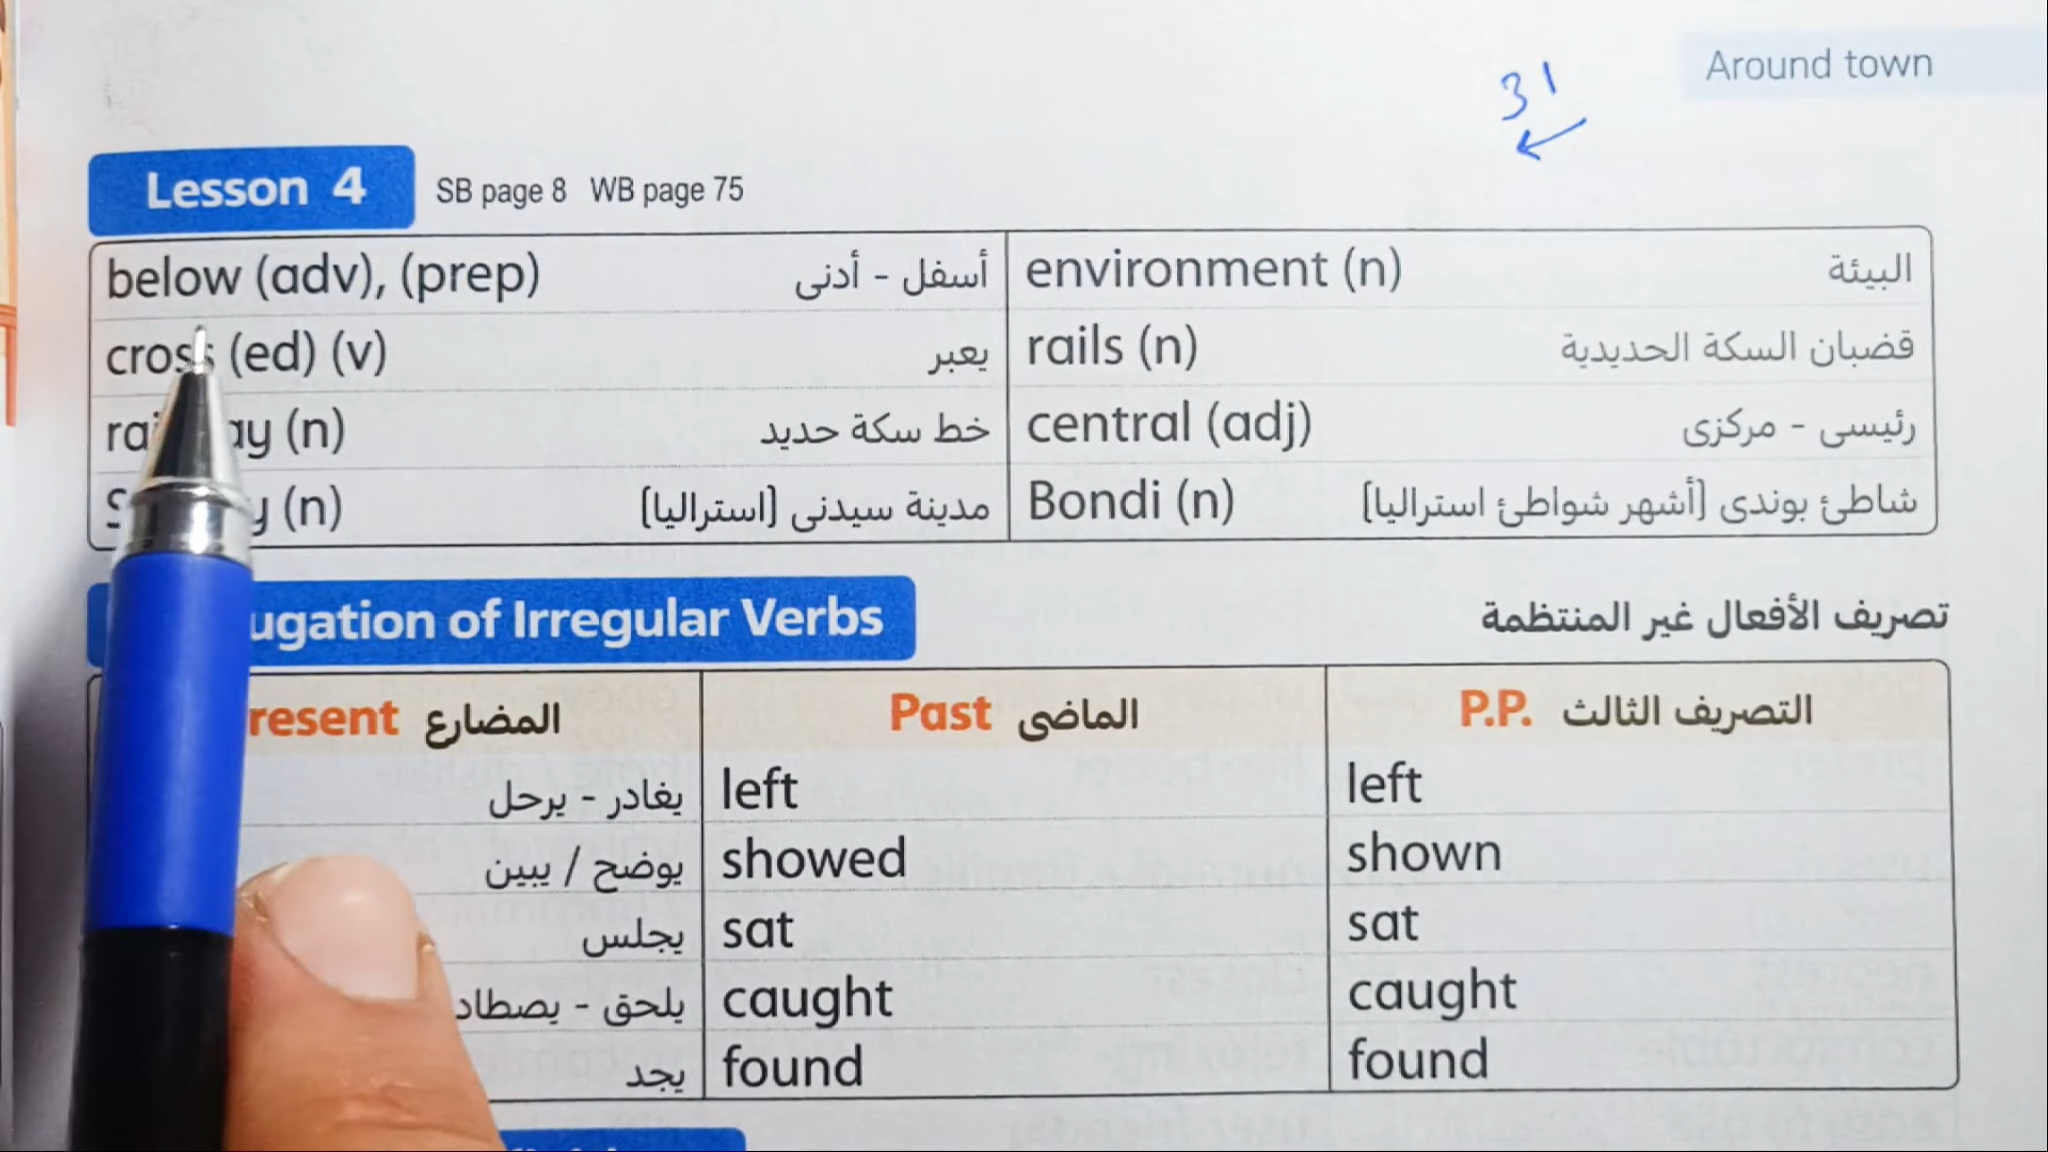 Around town
31
Lesson 4 SB page 8 WB page 75
below (adv), (prep) أسفل - أدنى environment (n) البيئة
cross (ed) (v) يعبر rails (n) قضبان السكة الحديدية
(n) خط سكة حديد central (adj) رئيسى - مركزى
(n) مدينة سيدنى [استراليا] Bondi (n) شاطئ بوندى [أشهر شواطئ استراليا]
ugation of Irregular Verbs تصريف الأفعال غير المنتظمة
resent المضارع Past الماضى P.P. التصريف الثالث
يغادر - يرحل left left
يوضح / يبين showed shown
يجلس sat sat
يلحق - يصطاد caught caught
يجد found found